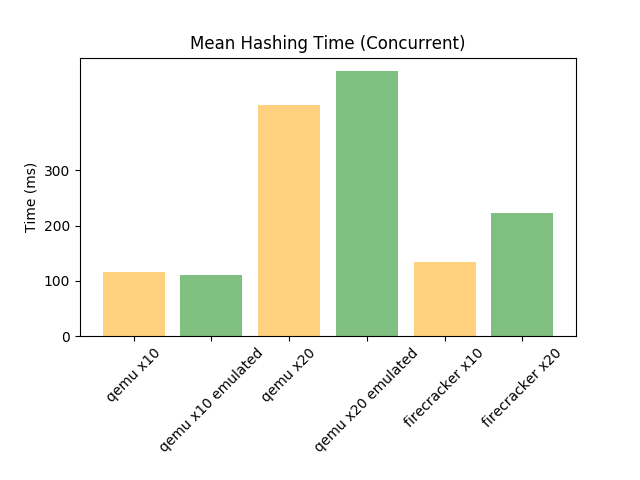 Mean Hashing Time (Concurrent)
Time (ms)
300
200
100
0
qemu x10
qemu x10 emulated
qemu x20
qemu x20 emulated
firecracker x10
firecracker x20